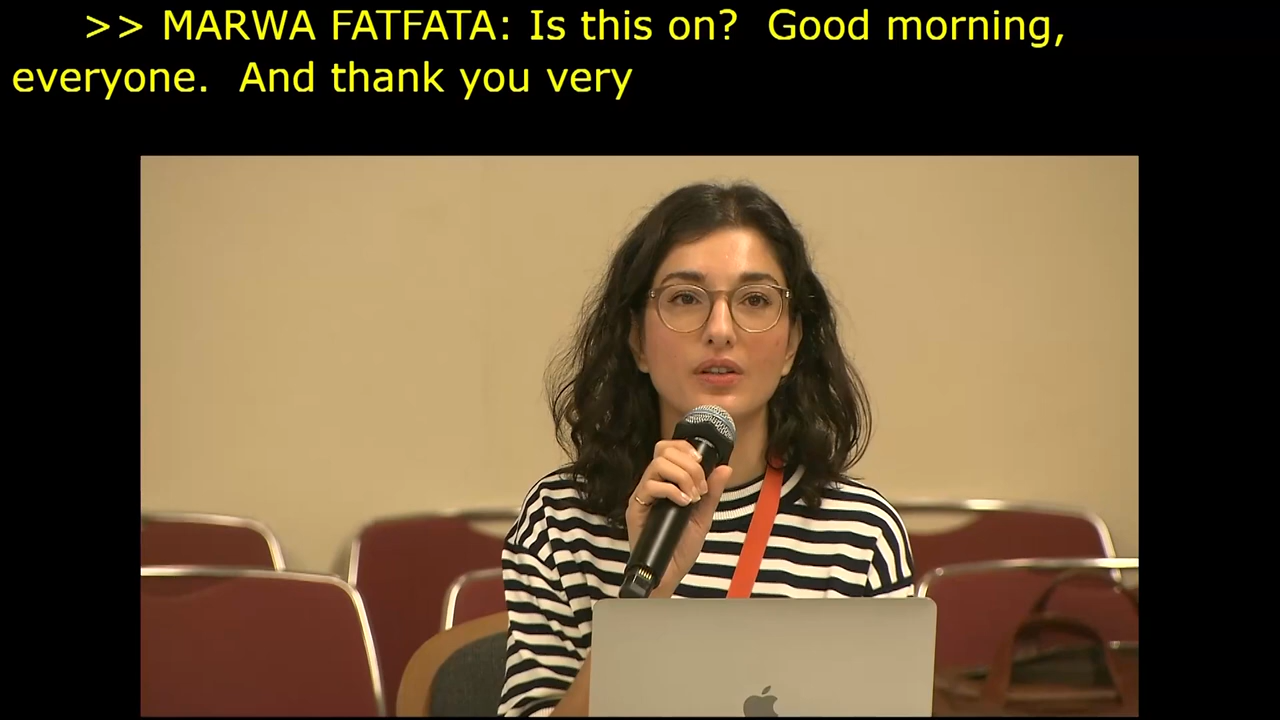 >> MARWA FATFATA: Is this on?  Good morning,
everyone.  And thank you very